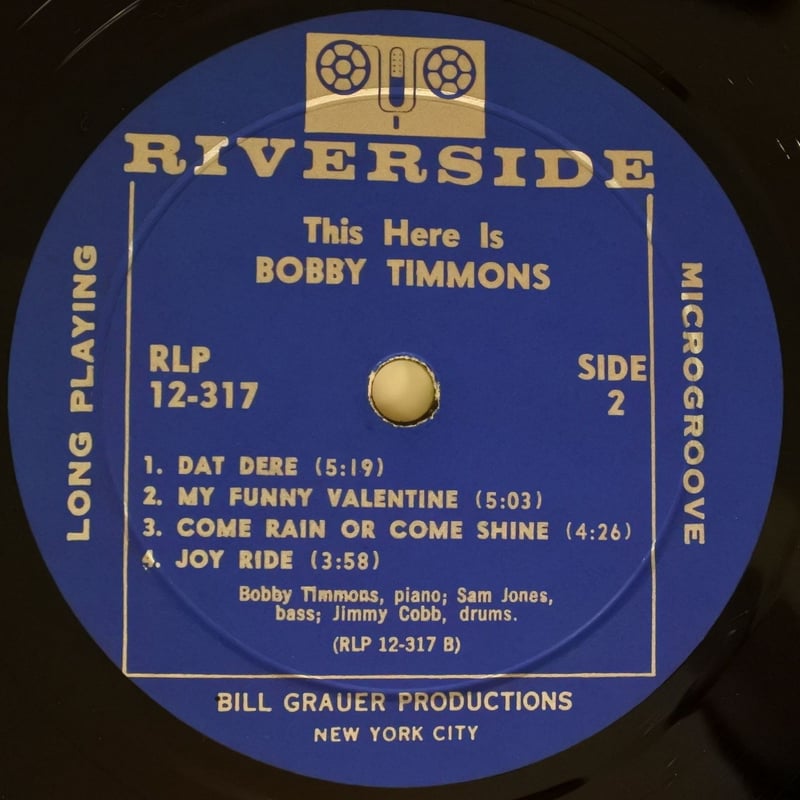 RIVERSIDE
This Here Is
BOBBY TIMMONS
LONG PLAYING
MICROGROOVE
RLP
12-317
SIDE
2
1. DAT DERE (5:19)
2. MY FUNNY VALENTINE (5:03)
3. COME RAIN OR COME SHINE (4:26)
4. JOY RIDE (3:58)
Bobby Timmons, piano; Sam Jones,
bass; Jimmy Cobb, drums.
(RLP 12-317 B)
BILL GRAUER PRODUCTIONS
NEW YORK CITY